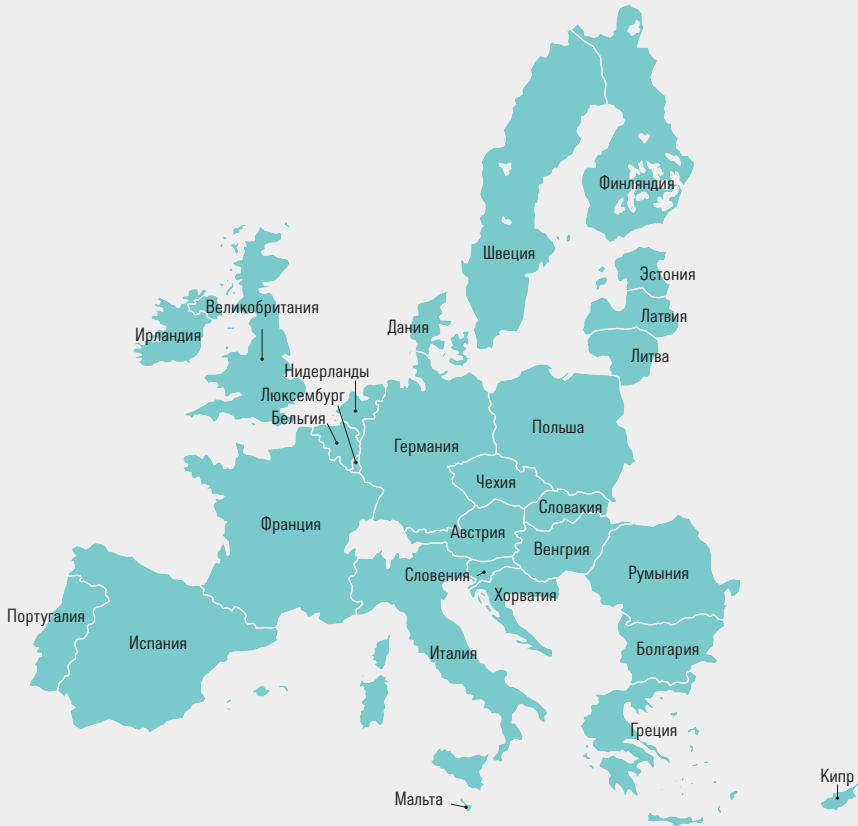 Финляндия
Швеция
Эстония
Великобритания
Латвия
Дания
Ирландия
Литва
Нидерланды
Люксембург
Бельгия
Польша
Германия
Чехия
Словакия
Франция
Австрия
Венгрия
Словения
Румыния
Хорватия
Португалия
Испания
Болгария
Италия
Греция
Кипр
Мальта